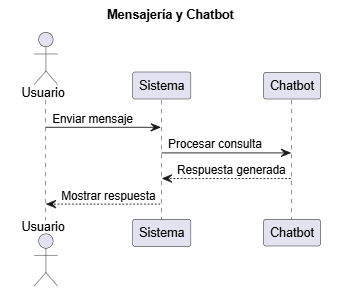 Mensajería y Chatbot
Usuario
Sistema
Chatbot
Enviar mensaje
Procesar consulta
Respuesta generada
Mostrar respuesta
Usuario
Sistema
Chatbot